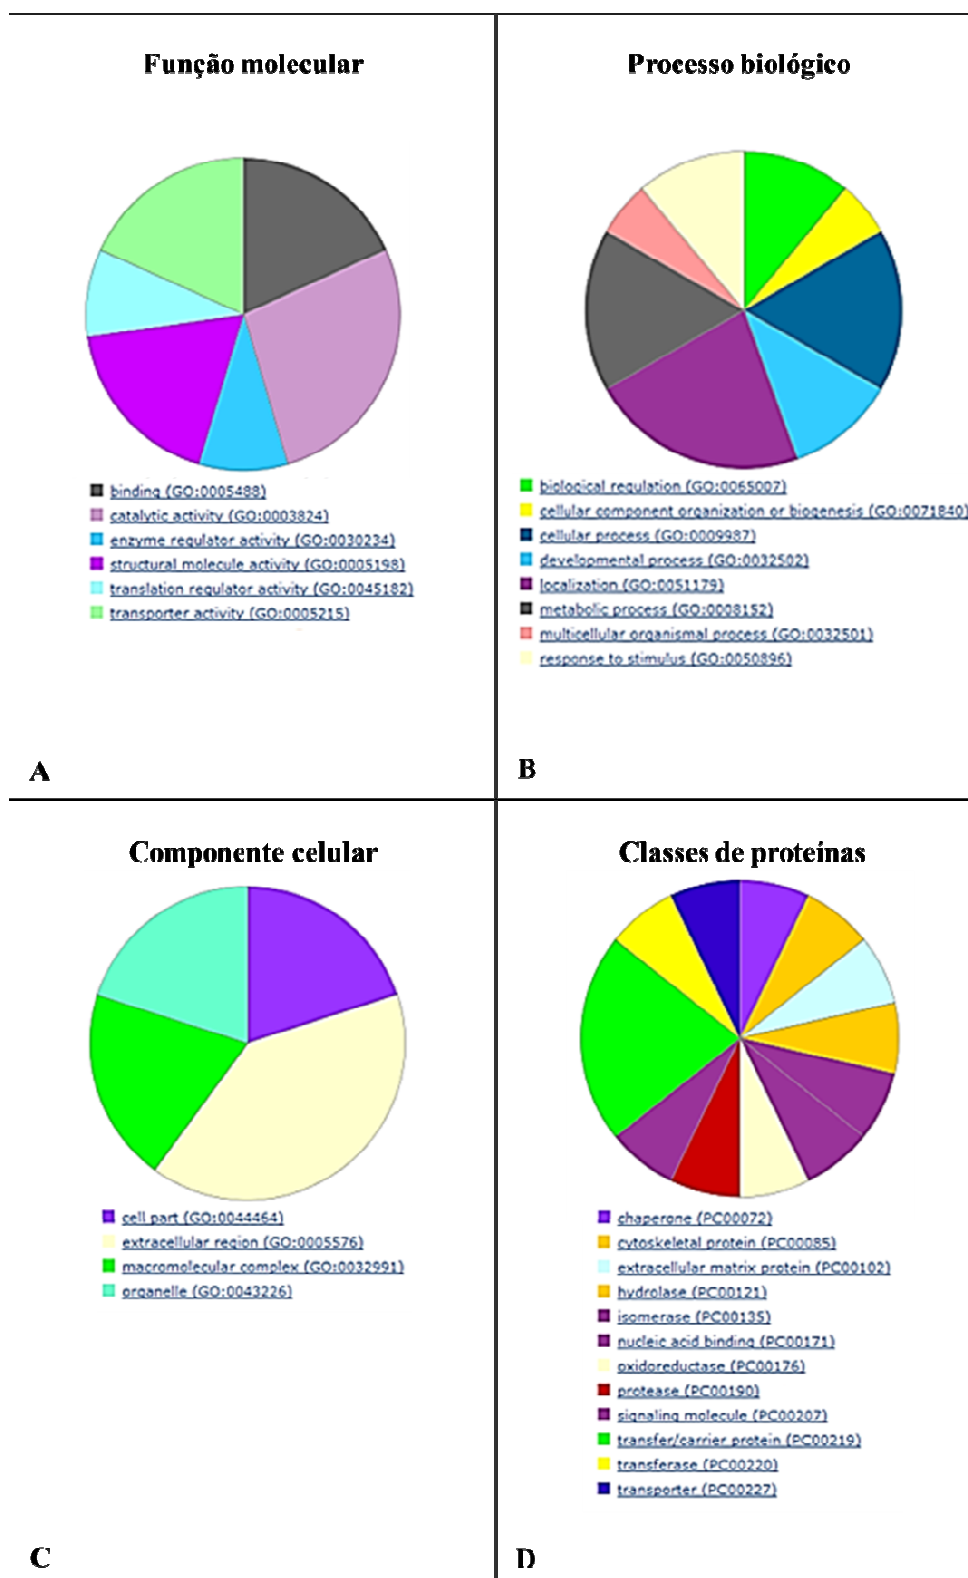 Função molecular
binding (GO:0005488)
catalytic activity (GO:0003824)
enzyme regulator activity (GO:0030234)
structural molecule activity (GO:0005198)
translation regulator activity (GO:0045182)
transporter activity (GO:0005215)
A
Processo biológico
biological regulation (GO:0065007)
cellular component organization or biogenesis (GO:0071840)
cellular process (GO:0009987)
developmental process (GO:0032502)
localization (GO:0051179)
metabolic process (GO:0008152)
multicellular organismal process (GO:0032501)
response to stimulus (GO:0050896)
B
Componente celular
cell part (GO:0044464)
extracellular region (GO:0005576)
macromolecular complex (GO:0032991)
organelle (GO:0043226)
C
Classes de proteínas
chaperone (PC00072)
cytoskeletal protein (PC00085)
extracellular matrix protein (PC00102)
hydrolase (PC00121)
isomerase (PC00135)
nucleic acid binding (PC00171)
oxidoreductase (PC00176)
protease (PC00190)
signaling molecule (PC00207)
transfer/carrier protein (PC00219)
transferase (PC00220)
transporter (PC00227)
D